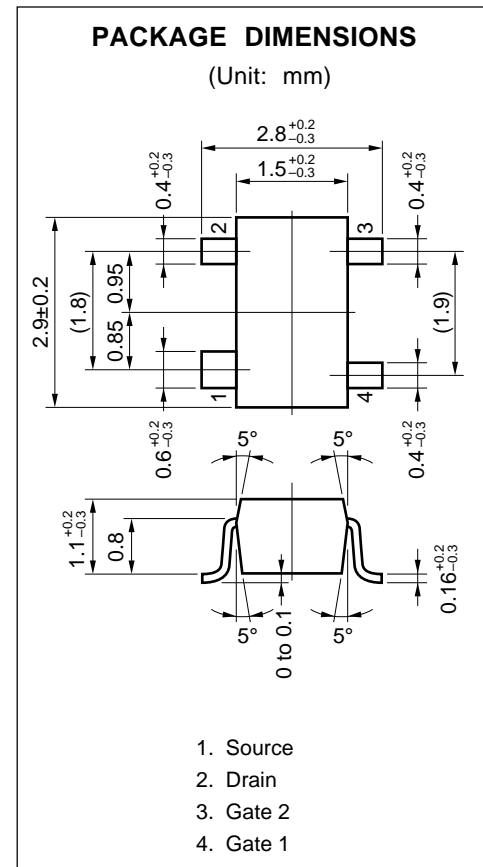 PACKAGE DIMENSIONS
(Unit: mm)
2.8 +0.2 −0.3
1.5 +0.2 −0.3
0.4 +0.2 −0.3
0.4 +0.2 −0.3
2
3
2.9±0.2
(1.8)
0.95
0.85
(1.9)
1
4
0.6 +0.2 −0.3
0.4 +0.2 −0.3
5°
5°
1.1 +0.2 −0.3
0.8
0.16 +0.2 −0.3
5°
0 to 0.1
5°
1. Source
2. Drain
3. Gate 2
4. Gate 1